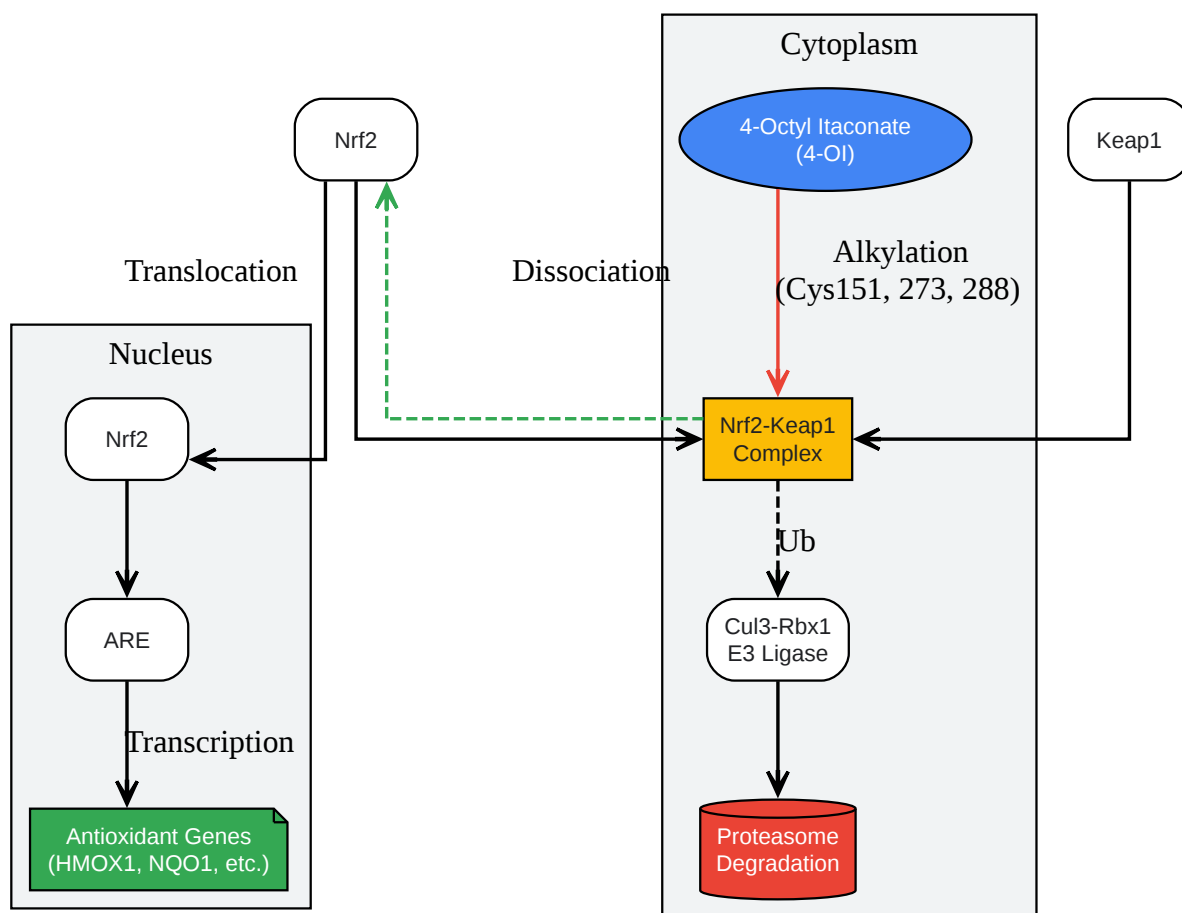 Cytoplasm
Nrf2
4-Octyl Itaconate
(4-OI)
Keap1
Translocation
Dissociation
Alkylation
(Cys151, 273, 288)
Nucleus
Nrf2
Nrf2-Keap1
Complex
Ub
ARE
Cul3-Rbx1
E3 Ligase
Transcription
Antioxidant Genes
(HMOX1, NQO1, etc.)
Proteasome
Degradation